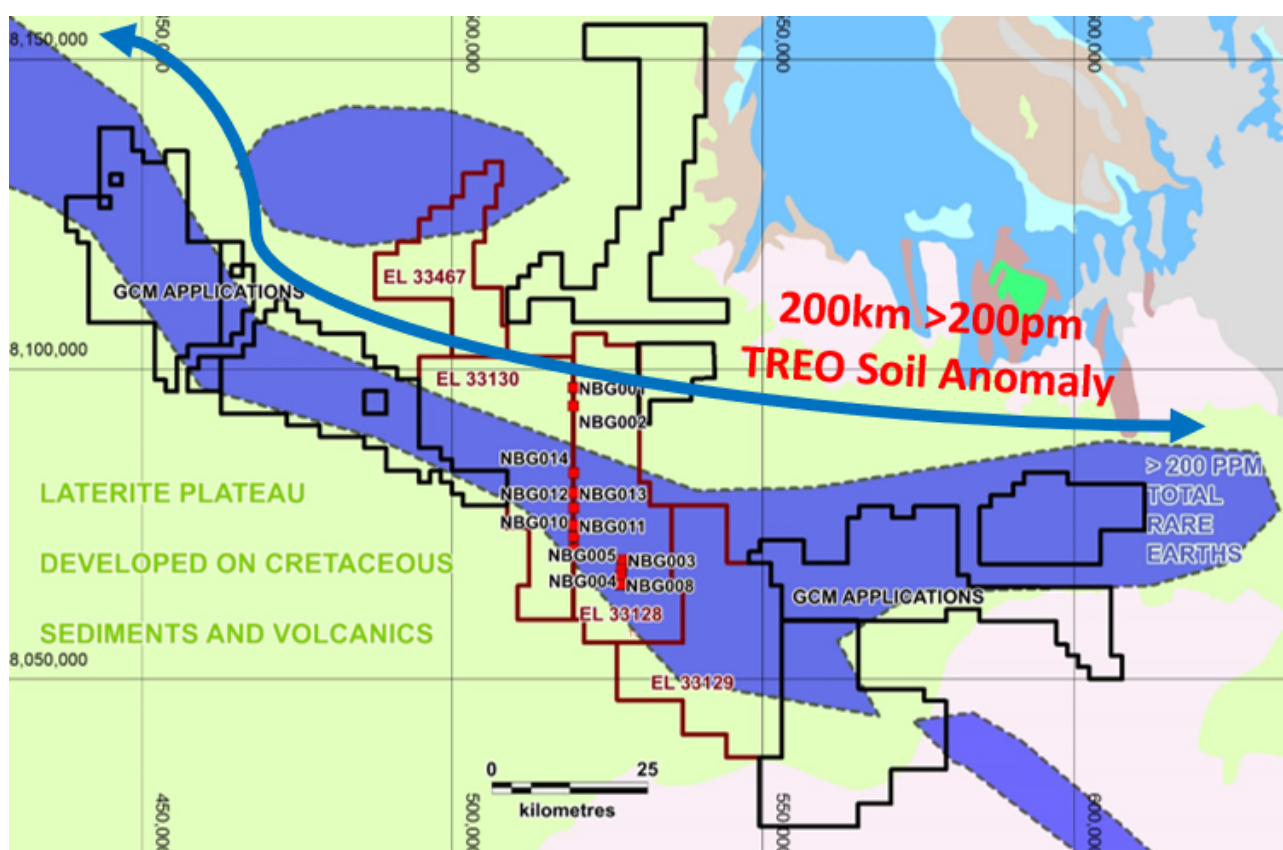 50,000
500,000
50,000
00,000
8,150,000
EL 33467
GCM APPLICATIONS
200km >200pm
TREO Soil Anomaly
8,100,000
EL 33130
NBG001
NBG002
NBG014
> 200 PPM
TOTAL
RARE
EARTHS
LATERITE PLATEAU
NBG012
NBG013
NBG010
NBG011
DEVELOPED ON CRETACEOUS
NBG005
NBG003
NBG004
NBG008
GCM APPLICATIONS
EL 33128
SEDIMENTS AND VOLCANICS
8,050,000
EL 33129
0
25
kilometres
450,000
500,000
550,000
600,000